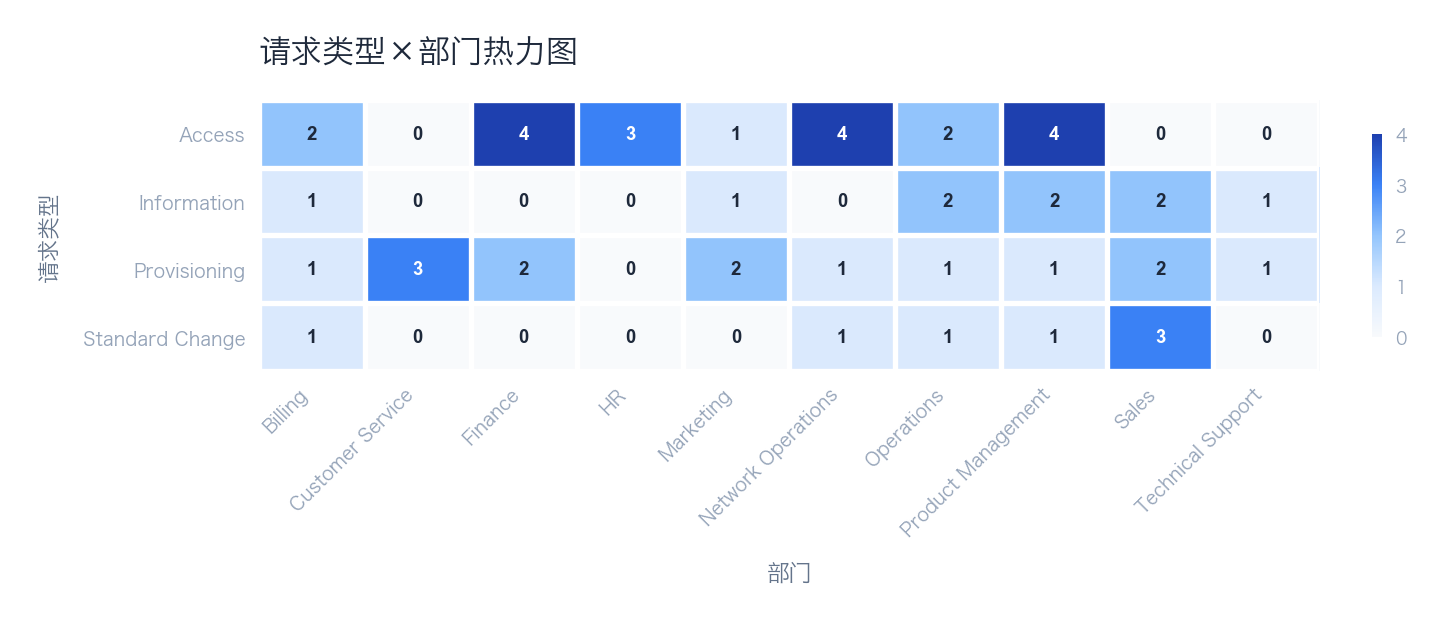 请求类型×部门热力图
请求类型
Access 2 0 4 3 1 4 2 4 0 0
Information 1 0 0 0 1 0 2 2 2 1
Provisioning 1 3 2 0 2 1 1 1 2 1
Standard Change 1 0 0 0 0 1 1 1 3 0
Billing
Customer Service
Finance
HR
Marketing
Network Operations
Operations
Product Management
Sales
Technical Support
部门
4
3
2
1
0